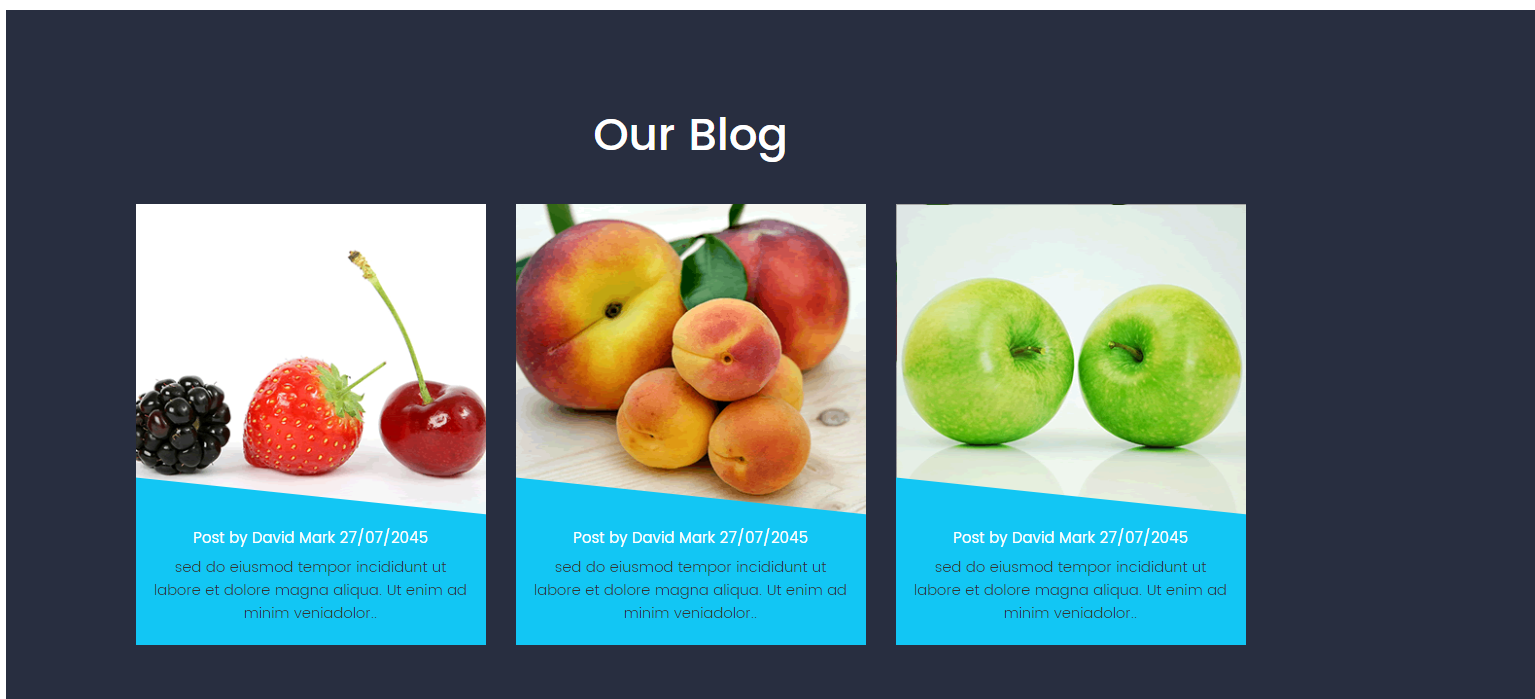 Our Blog
Post by David Mark 27/07/2045
sed do eiusmod tempor incididunt ut
labore et dolore magna aliqua. Ut enim ad
minim veniadolor..
Post by David Mark 27/07/2045
sed do eiusmod tempor incididunt ut
labore et dolore magna aliqua. Ut enim ad
minim veniadolor..
Post by David Mark 27/07/2045
sed do eiusmod tempor incididunt ut
labore et dolore magna aliqua. Ut enim ad
minim veniadolor..